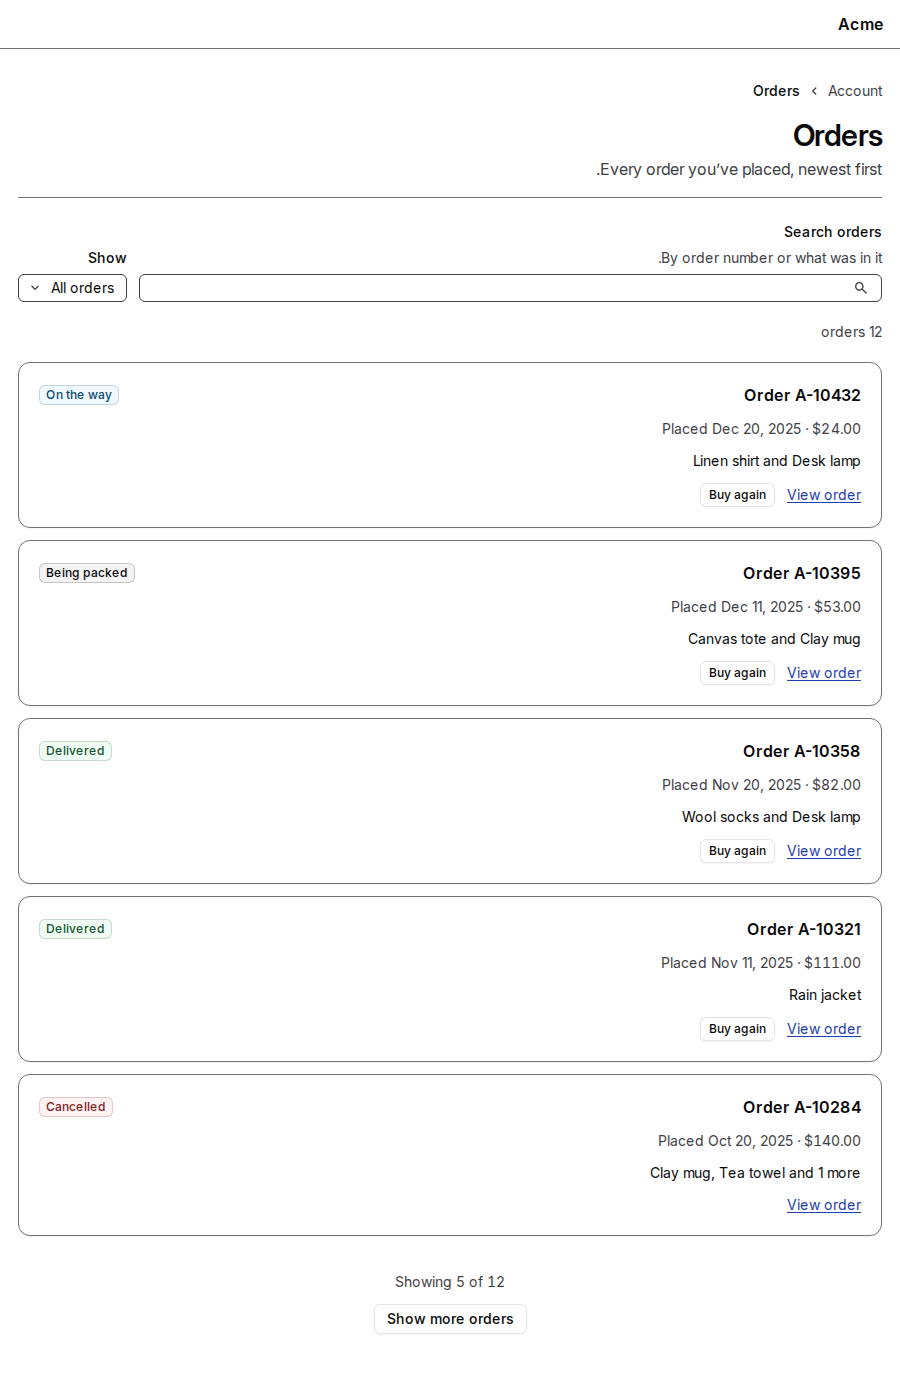 Acme
Orders ‹ Account
Orders
.Every order you’ve placed, newest first
Search orders
.By order number or what was in it
Show
All orders
orders 12
Order A-10432
On the way
Placed Dec 20, 2025 · $24.00
Linen shirt and Desk lamp
View order
Buy again
Order A-10395
Being packed
Placed Dec 11, 2025 · $53.00
Canvas tote and Clay mug
View order
Buy again
Order A-10358
Delivered
Placed Nov 20, 2025 · $82.00
Wool socks and Desk lamp
View order
Buy again
Order A-10321
Delivered
Placed Nov 11, 2025 · $111.00
Rain jacket
View order
Buy again
Order A-10284
Cancelled
Placed Oct 20, 2025 · $140.00
Clay mug, Tea towel and 1 more
View order
Showing 5 of 12
Show more orders